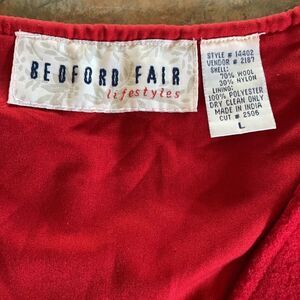 BEDFORD FAIR
lifestyles
STYLE # 14402
VENDOR # 2187
SHELL:
70% WOOL
30% NYLON
LINING:
100% POLYESTER
DRY CLEAN ONLY
MADE IN INDIA
CUT # 2506
L